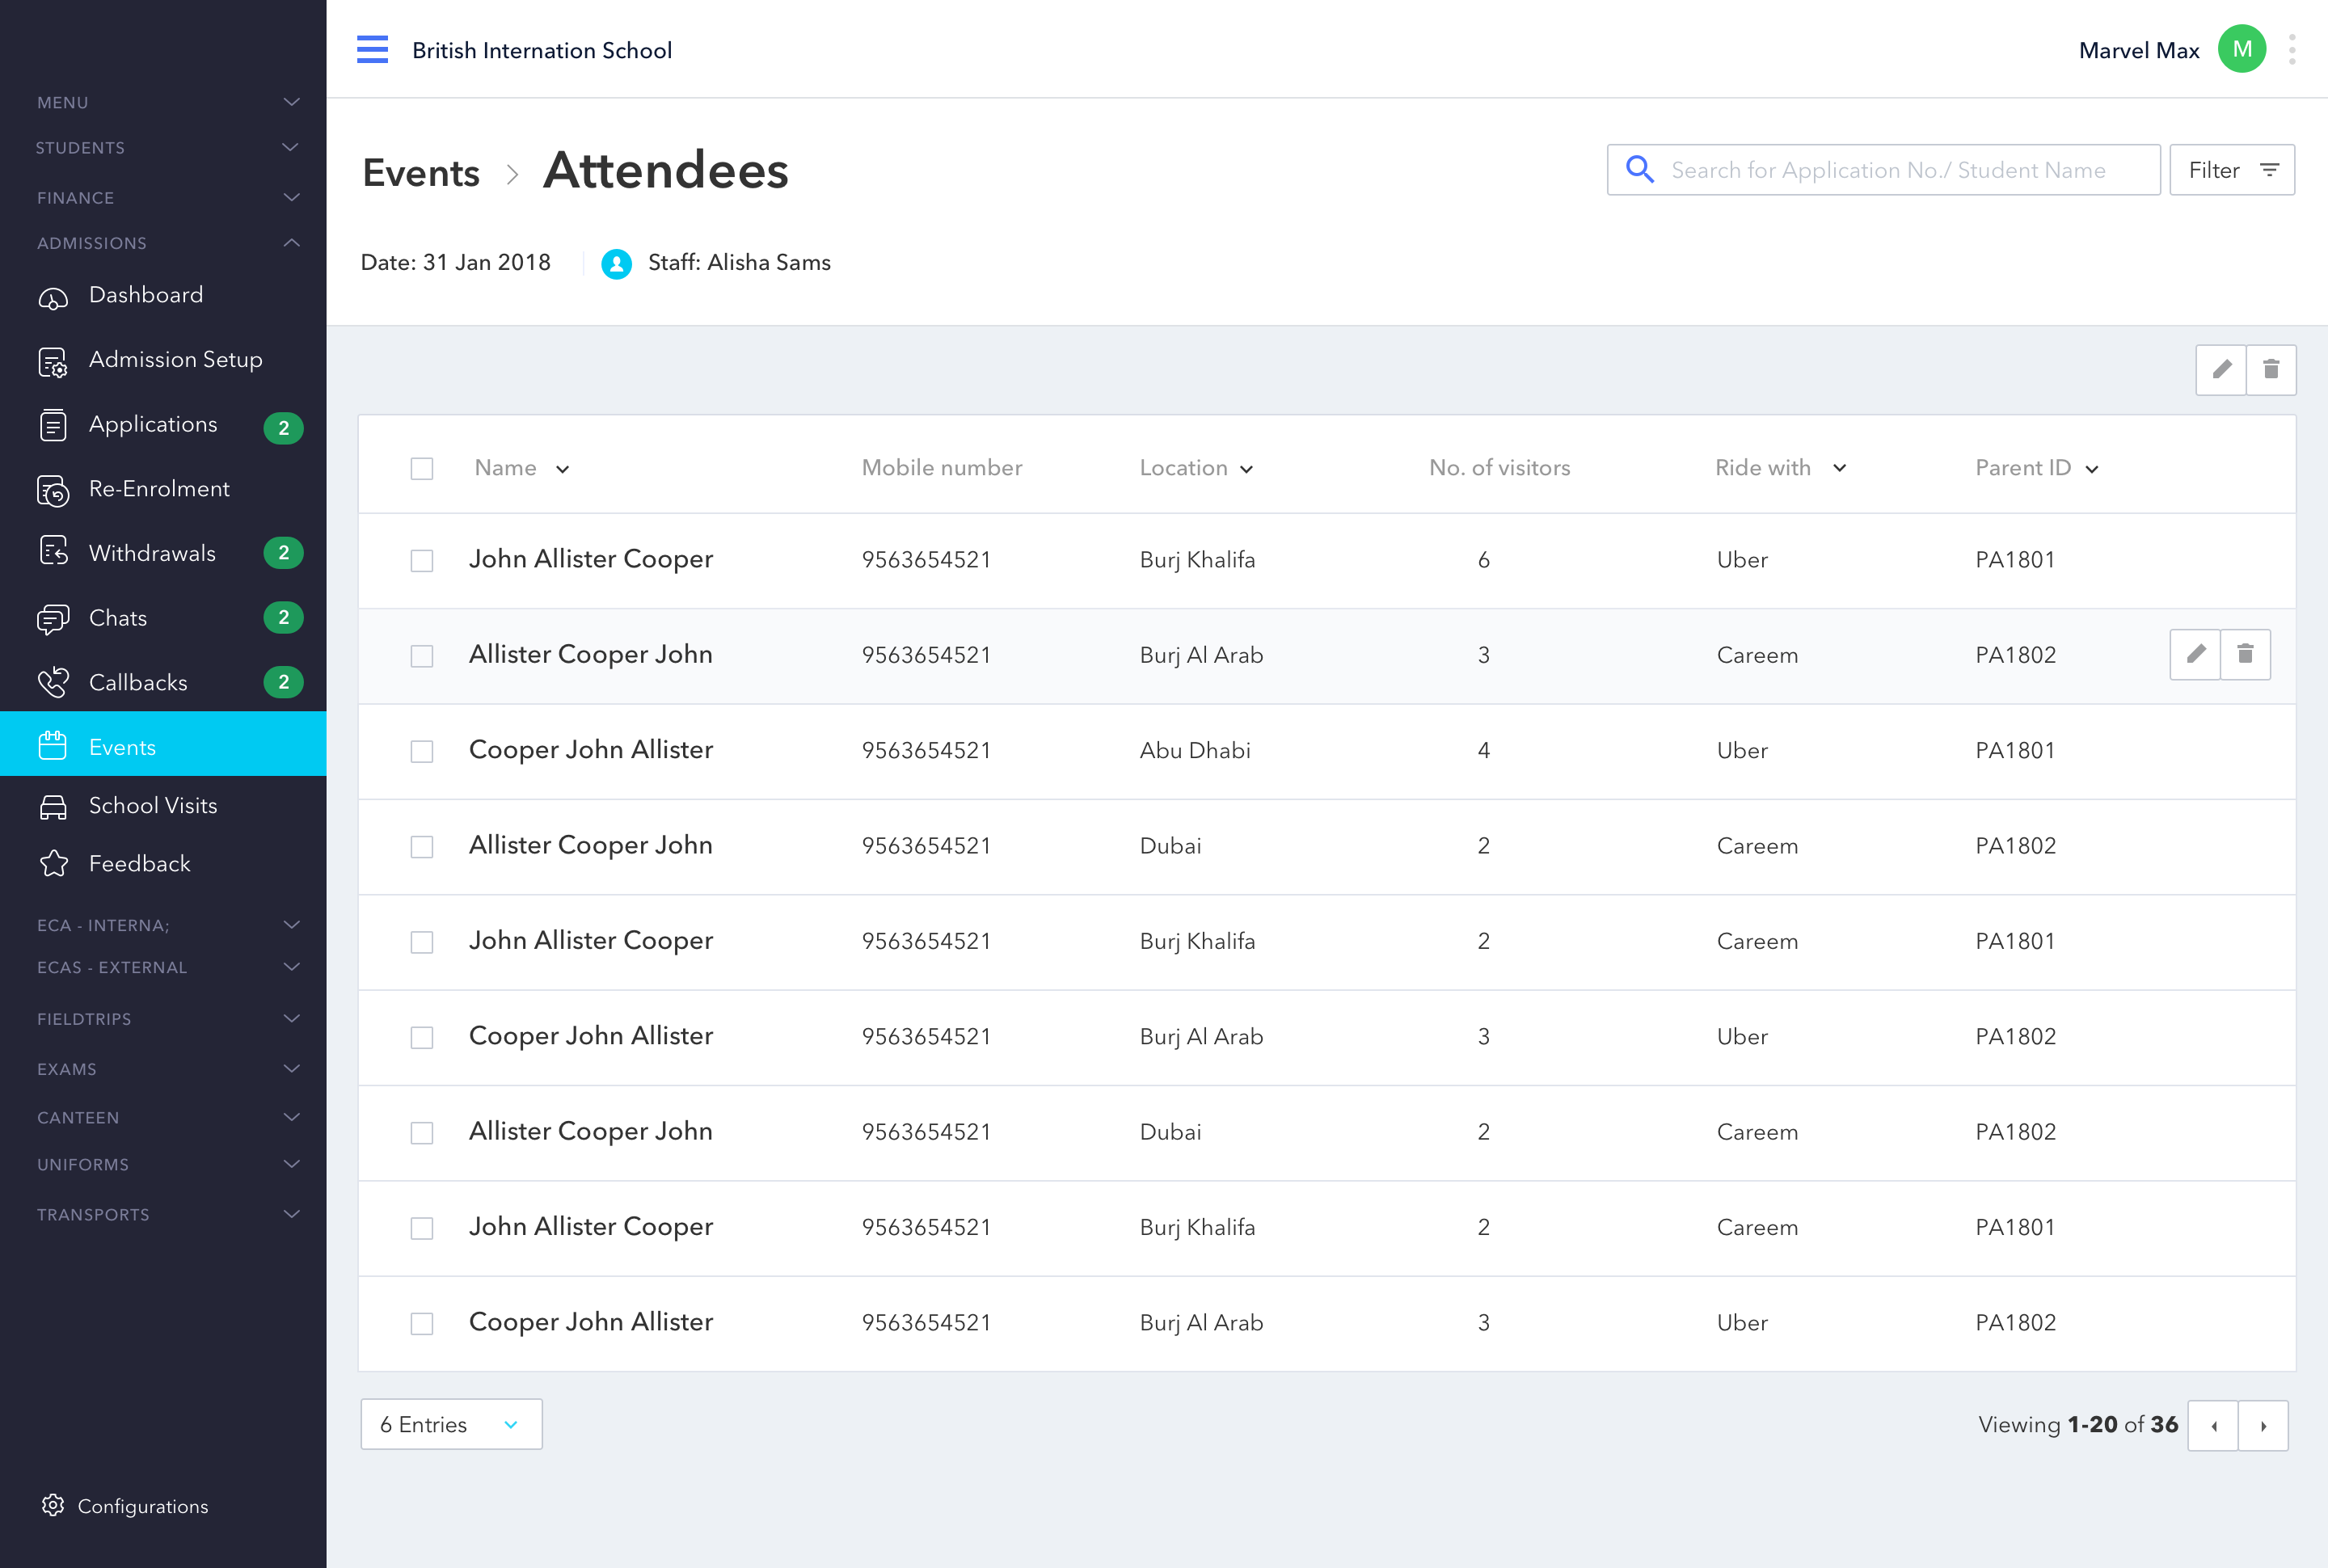 British Internation School
Marvel Max
M
MENU
STUDENTS
FINANCE
ADMISSIONS
Dashboard
Admission Setup
Applications 2
Re-Enrolment
Withdrawals 2
Chats 2
Callbacks 2
Events
School Visits
Feedback
ECA - INTERNA;
ECAS - EXTERNAL
FIELDTRIPS
EXAMS
CANTEEN
UNIFORMS
TRANSPORTS
Configurations
Events > Attendees
Search for Application No./ Student Name
Filter
Date: 31 Jan 2018
Staff: Alisha Sams
Name Mobile number Location No. of visitors Ride with Parent ID
John Allister Cooper 9563654521 Burj Khalifa 6 Uber PA1801
Allister Cooper John 9563654521 Burj Al Arab 3 Careem PA1802
Cooper John Allister 9563654521 Abu Dhabi 4 Uber PA1801
Allister Cooper John 9563654521 Dubai 2 Careem PA1802
John Allister Cooper 9563654521 Burj Khalifa 2 Careem PA1801
Cooper John Allister 9563654521 Burj Al Arab 3 Uber PA1802
Allister Cooper John 9563654521 Dubai 2 Careem PA1802
John Allister Cooper 9563654521 Burj Khalifa 2 Careem PA1801
Cooper John Allister 9563654521 Burj Al Arab 3 Uber PA1802
6 Entries
Viewing 1-20 of 36